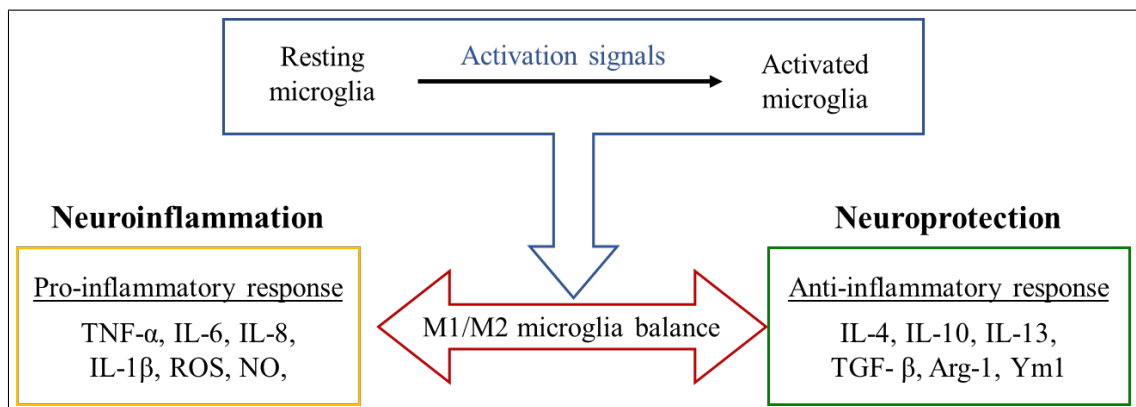 Resting
microglia
Activation signals
Activated
microglia
Neuroinflammation
Neuroprotection
Pro-inflammatory response
TNF-α, IL-6, IL-8,
IL-1β, ROS, NO,
M1/M2 microglia balance
Anti-inflammatory response
IL-4, IL-10, IL-13,
TGF- β, Arg-1, Ym1